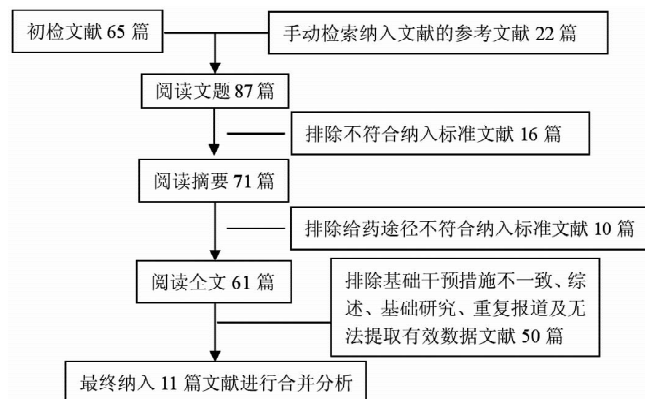 初检文献 65 篇
手动检索纳入文献的参考文献 22 篇
阅读文题 87篇
排除不符合纳入标准文献 16 篇
阅读摘要 71 篇
排除给药途径不符合纳入标准文献 10 篇
阅读全文 61 篇
排除基础干预措施不一致、综
述、基础研究、重复报道及无
法提取有效数据文献 50 篇
最终纳入 11 篇文献进行合并分析